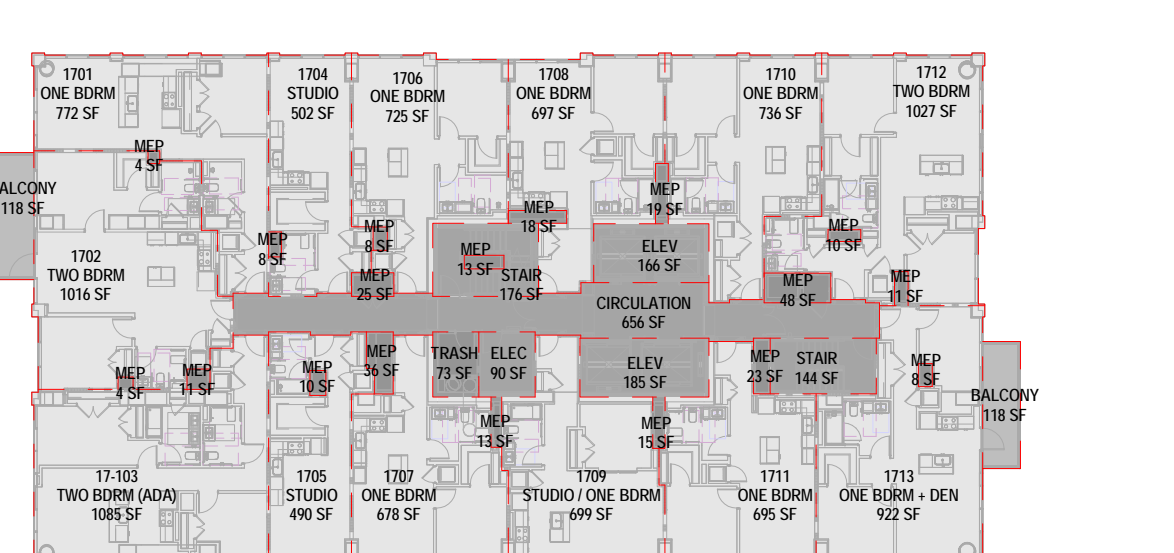 1701
ONE BDRM
772 SF
1704
STUDIO
502 SF
1706
ONE BDRM
725 SF
1708
ONE BDRM
697 SF
1710
ONE BDRM
736 SF
1712
TWO BDRM
1027 SF
MEP
4 SF
ALCONY
118 SF
MEP
19 SF
MEP
18 SF
MEP
8 SF
MEP
8 SF
MEP
10 SF
1702
TWO BDRM
1016 SF
MEP
13 SF
STAIR
176 SF
ELEV
166 SF
MEP
25 SF
MEP
48 SF
MEP
11 SF
CIRCULATION
656 SF
MEP
4 SF
MEP
11 SF
MEP
10 SF
MEP
36 SF
TRASH
73 SF
ELEC
90 SF
ELEV
185 SF
MEP
23 SF
STAIR
144 SF
MEP
8 SF
BALCONY
118 SF
MEP
13 SF
MEP
15 SF
17-103
TWO BDRM (ADA)
1085 SF
1705
STUDIO
490 SF
1707
ONE BDRM
678 SF
1709
STUDIO / ONE BDRM
699 SF
1711
ONE BDRM
695 SF
1713
ONE BDRM + DEN
922 SF